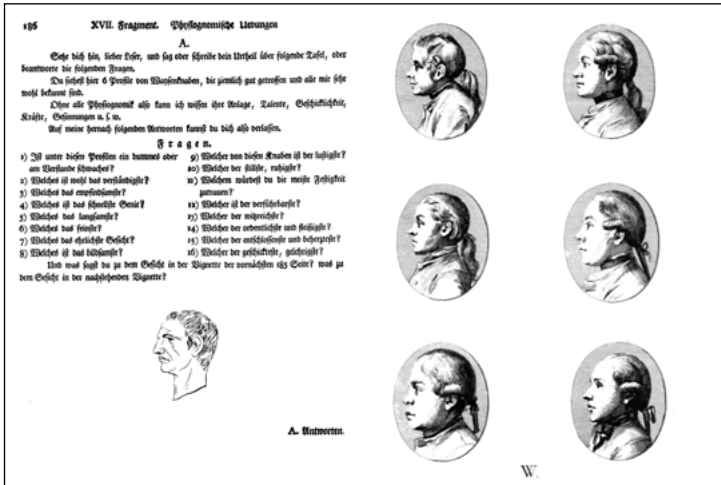 186 XVII. Fragment. Physiognomische Uebungen
A.
Sehe dich hin, lieber Leser, und sag oder schreibe dein Urtheil über folgende Tafel, oder
beantworte die folgenden Fragen.
Du siehest hier 6 Profile von Waysenknaben, die ziemlich gut getroffen und alle mir sehr
wohl bekannt sind.
Ohne alle Physiognomik also kann ich wissen ihre Anlage, Talente, Geschicklichkeit,
Kräfte, Gesinnungen u. s. w.
Auf meine hernach folgenden Antworten kannst du dich also verlassen.
Fragen.
1) Ist unter diesen Profilen ein dummes oder
am Verstande schwaches?
2) Welches ist wohl das verständigste?
3) Welches das empfindsamste?
4) Welches ist das schnellste Genie?
5) Welches das langsamste?
6) Welches das feinste?
7) Welches das ehrlichste Gesicht?
8) Welches ist das bildsamste?
9) Welcher von diesen Knaben ist der lustigste?
10) Welcher der stillste, ruhigste?
11) Welchem würdest du die meiste Festigkeit
zutrauen?
12) Welcher ist der verführbarste?
13) Welcher der witzreichste?
14) Welcher der ordentlichste und fleißigste?
15) Welcher der entschlossenste und beherzteste?
16) Welcher der geschickteste, gelehrigste?
Und was sagst du zu dem Gesicht in der Vignette der vornächsten 185 Seite? was zu
dem Gesicht in der nachstehenden Vignette?
A. Antworten.
W.